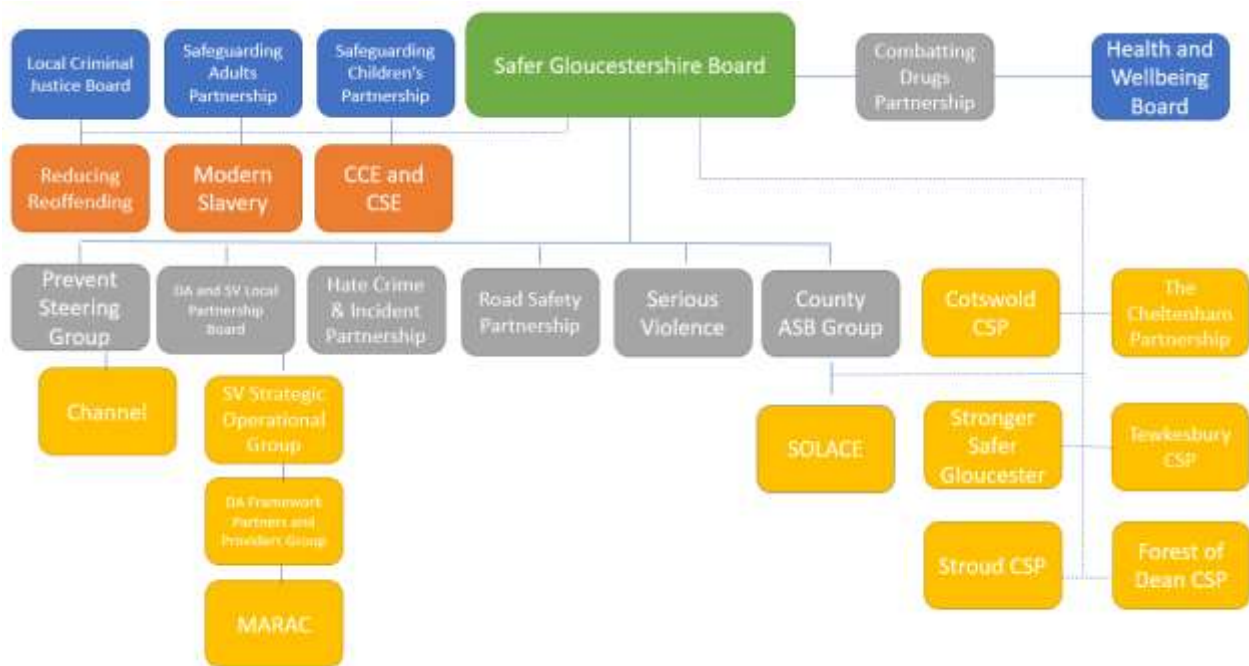 Local Criminal
Justice Board
Safeguarding
Adults
Partnership
Safeguarding
Children's
Partnership
Safer Gloucestershire Board
Combatting
Drugs
Partnership
Health and
Wellbeing
Board
Reducing
Reoffending
Modern
Slavery
CCE and
CSE
Prevent
Steering
Group
DA and SV Local
Partnership
Board
Hate Crime
& Incident
Partnership
Road Safety
Partnership
Serious
Violence
County
ASB Group
Cotswold
CSP
The
Cheltenham
Partnership
Channel
SV Strategic
Operational
Group
SOLACE
Stronger
Safer
Gloucester
Tewkesbury
CSP
DA Framework
Partners and
Providers Group
Stroud CSP
Forest of
Dean CSP
MARAC